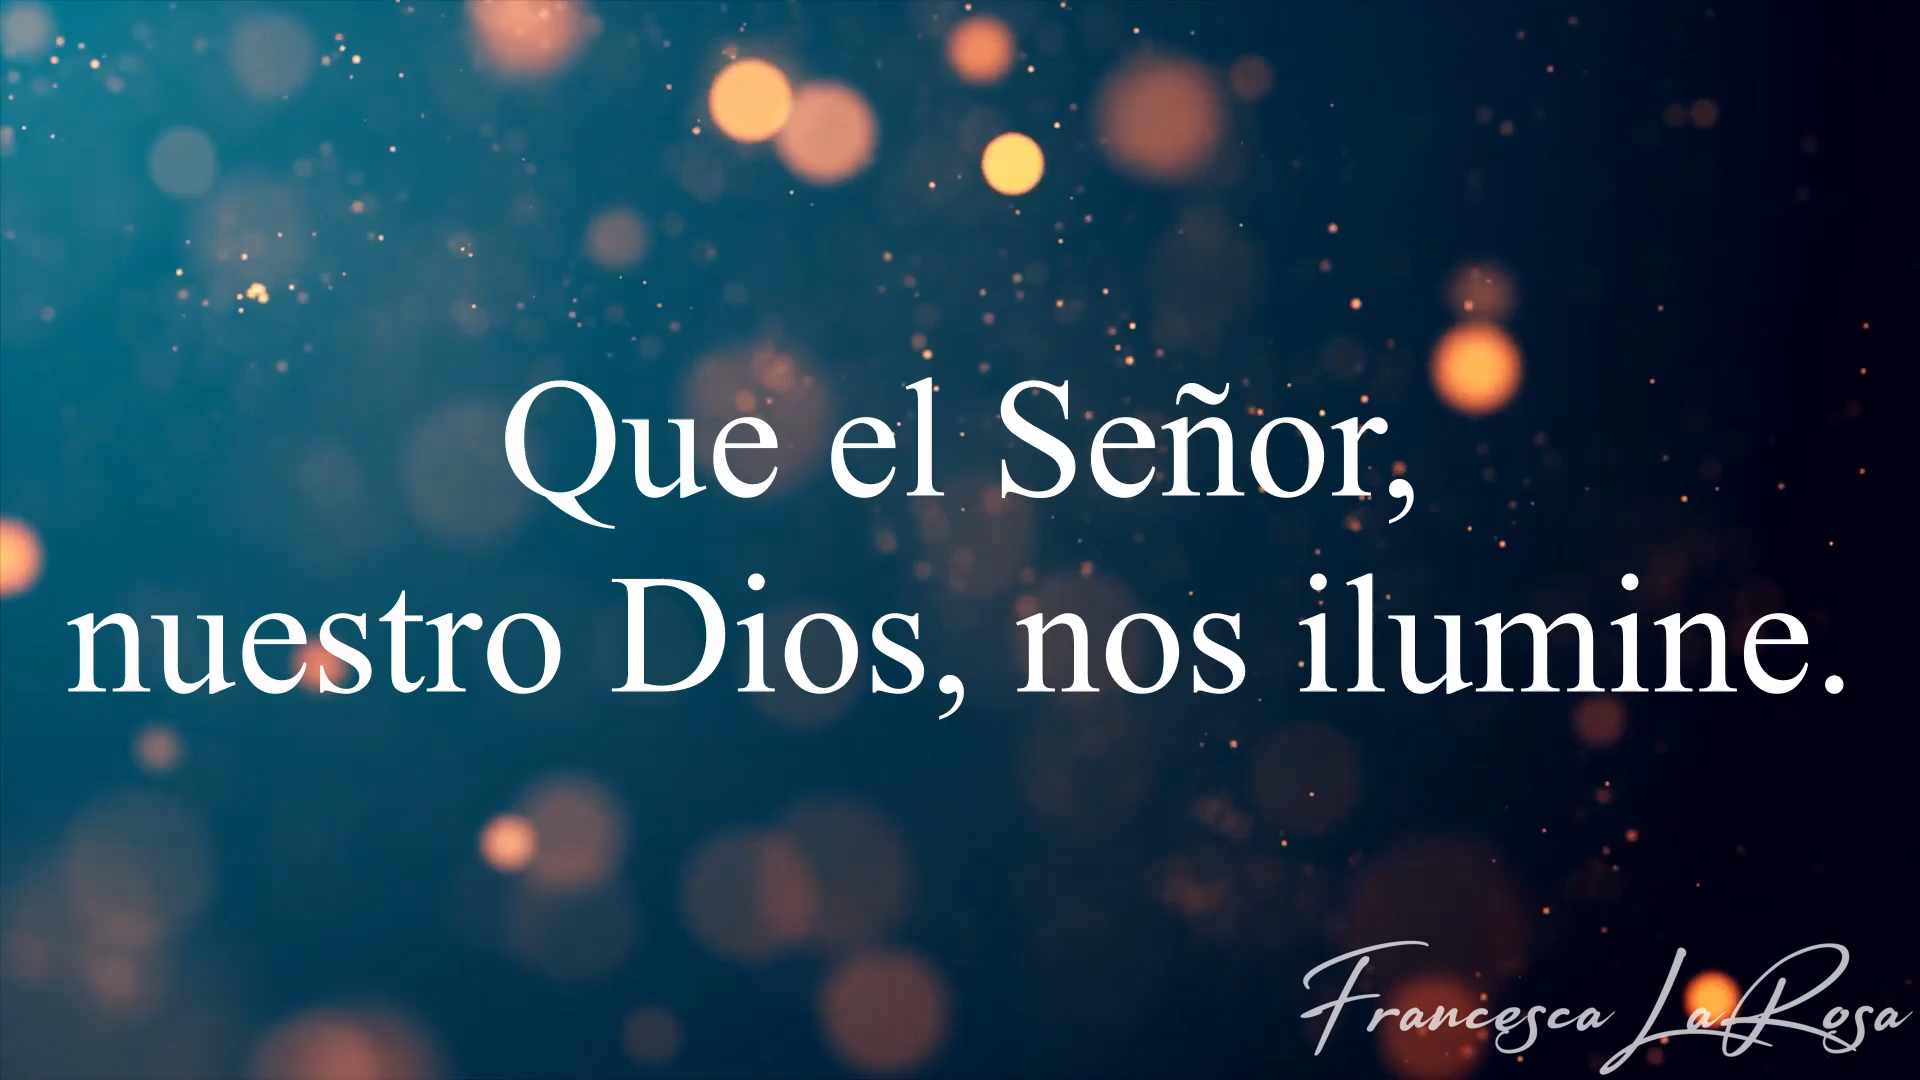 Que el Señor,
nuestro Dios, nos ilumine.
Francesca LaRosa